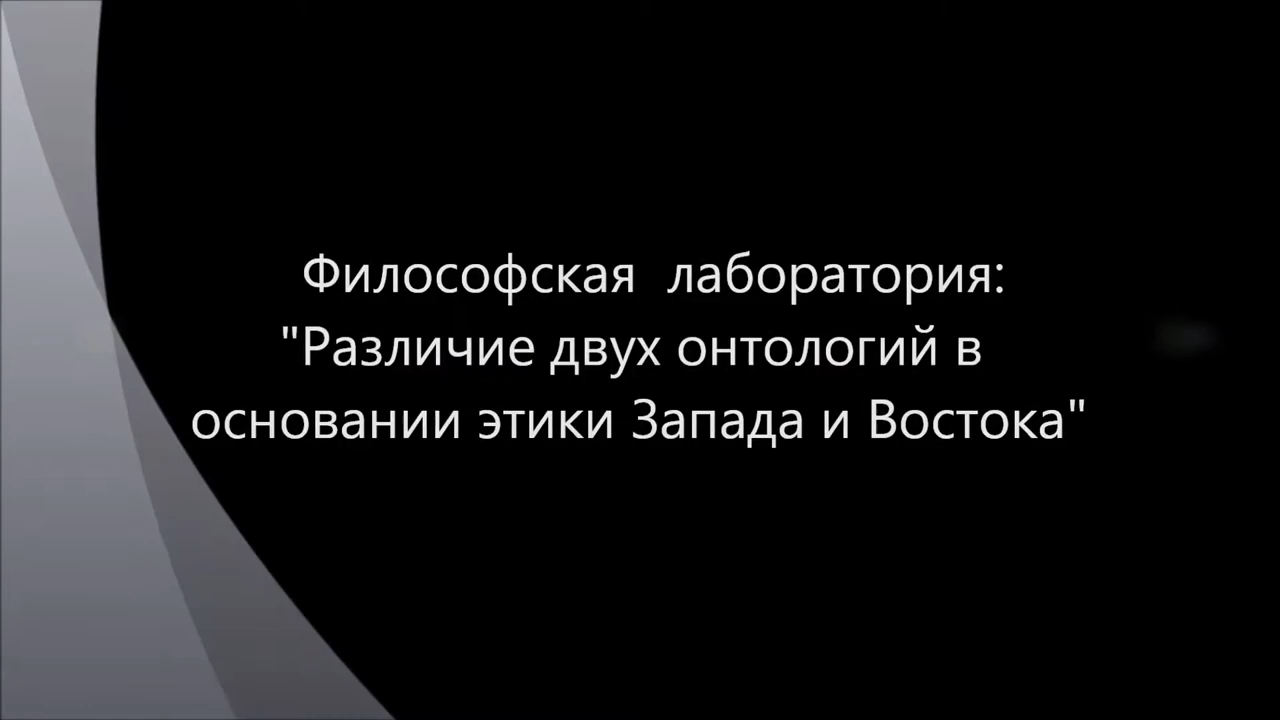 Философская лаборатория:
"Различие двух онтологий в
основании этики Запада и Востока"